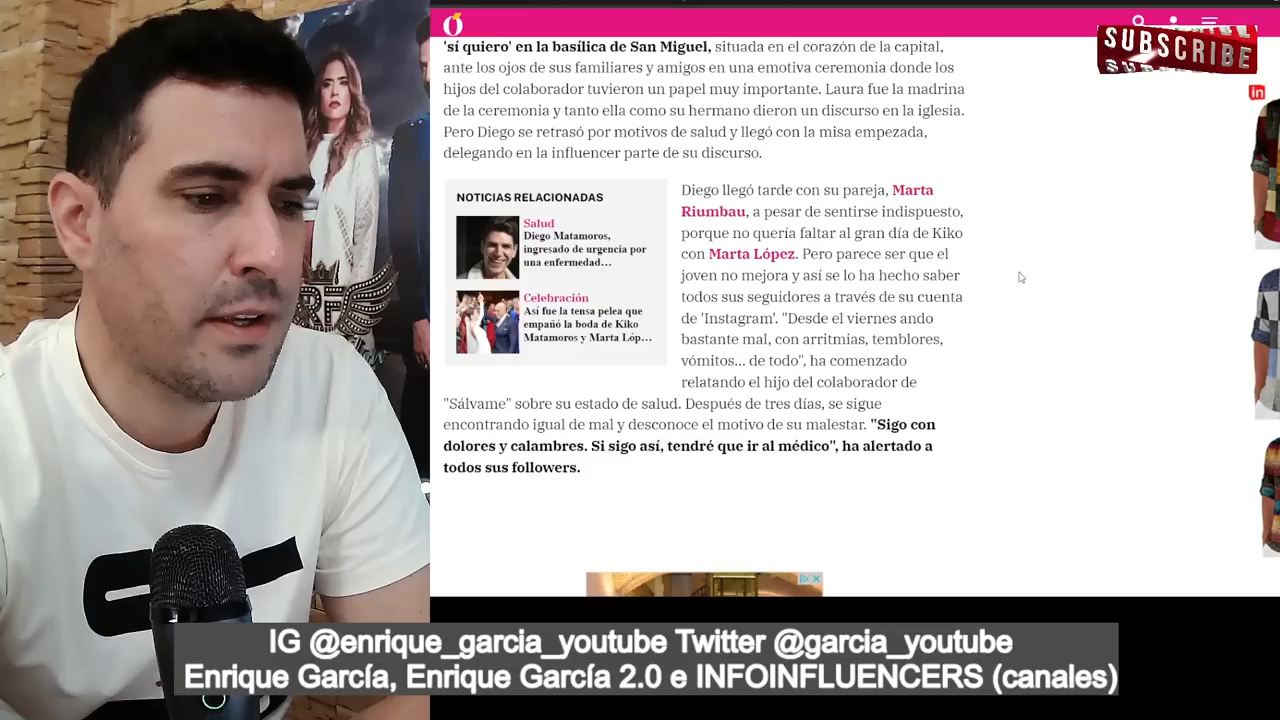 SUBSCRIBE
'sí quiero' en la basílica de San Miguel, situada en el corazón de la capital,
ante los ojos de sus familiares y amigos en una emotiva ceremonia donde los
hijos del colaborador tuvieron un papel muy importante. Laura fue la madrina
de la ceremonia y tanto ella como su hermano dieron un discurso en la iglesia.
Pero Diego se retrasó por motivos de salud y llegó con la misa empezada,
delegando en la influencer parte de su discurso.
NOTICIAS RELACIONADAS
Salud
Diego Matamoros,
ingresado de urgencia por
una enfermedad...
Celebración
Así fue la tensa pelea que
empañó la boda de Kiko
Matamoros y Marta Lóp...
Diego llegó tarde con su pareja, Marta
Riumbau, a pesar de sentirse indispuesto,
porque no quería faltar al gran día de Kiko
con Marta López. Pero parece ser que el
joven no mejora y así se lo ha hecho saber
todos sus seguidores a través de su cuenta
de 'Instagram'. "Desde el viernes ando
bastante mal, con arritmias, temblores,
vómitos... de todo", ha comenzado
relatando el hijo del colaborador de
"Sálvame" sobre su estado de salud. Después de tres días, se sigue
encontrando igual de mal y desconoce el motivo de su malestar. "Sigo con
dolores y calambres. Si sigo así, tendré que ir al médico", ha alertado a
todos sus followers.
in
RF
IG @enrique_garcia_youtube Twitter @garcia_youtube
Enrique García, Enrique García 2.0 e INFOINFLUENCERS (canales)